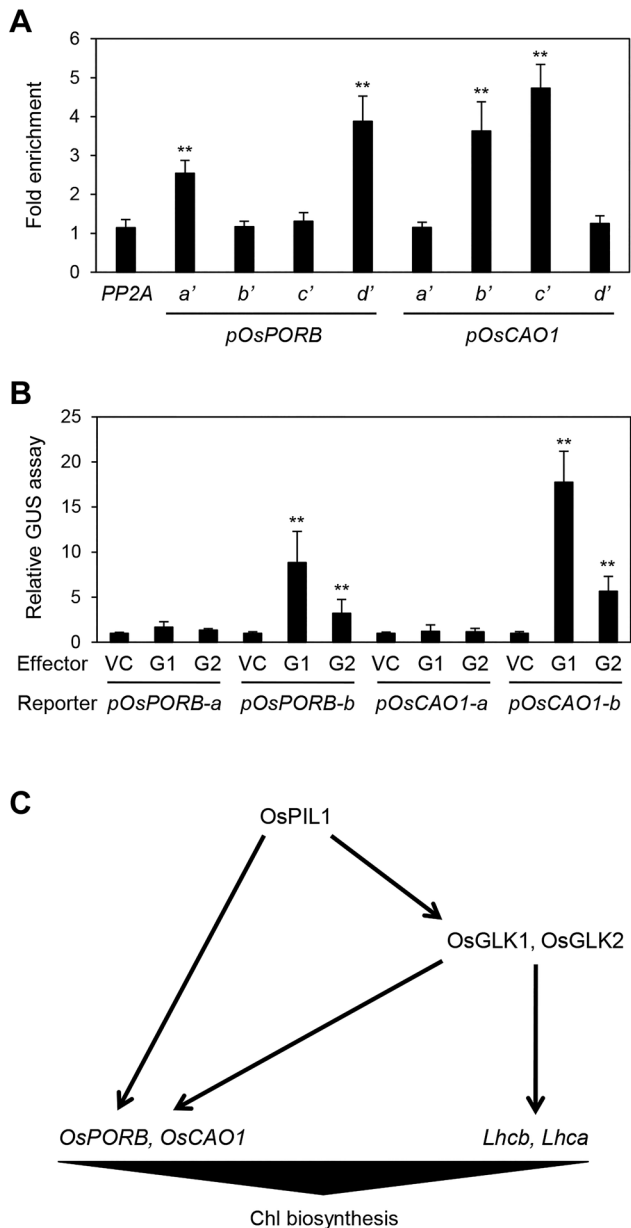 A
Fold enrichment
6
5
4
3
2
1
0
** ** ** **
PP2A a’ b’ c’ d’ a’ b’ c’ d’
pOsPORB pOsCAO1
B
Relative GUS assay
25
20
15
10
5
0
** ** ** **
Effector VC G1 G2 VC G1 G2 VC G1 G2 VC G1 G2
Reporter pOsPORB-a pOsPORB-b pOsCAO1-a pOsCAO1-b
C
OsPIL1
OsGLK1, OsGLK2
OsPORB, OsCAO1 Lhcb, Lhca
Chl biosynthesis